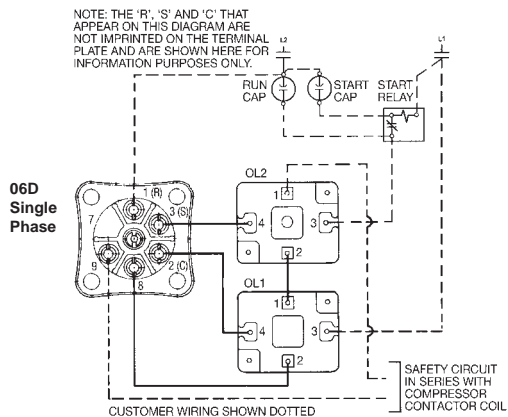 NOTE: THE 'R', 'S' AND 'C' THAT
APPEAR ON THIS DIAGRAM ARE
NOT IMPRINTED ON THE TERMINAL
PLATE AND ARE SHOWN HERE FOR
INFORMATION PURPOSES ONLY.
L2
L1
RUN
CAP
START
CAP
START
RELAY
06D
Single
Phase
OL2
1 (R)
3 (S)
7
9
2 (C)
8
1
4
3
2
OL1
1
4
3
2
SAFETY CIRCUIT
IN SERIES WITH
COMPRESSOR
CONTACTOR COIL
CUSTOMER WIRING SHOWN DOTTED